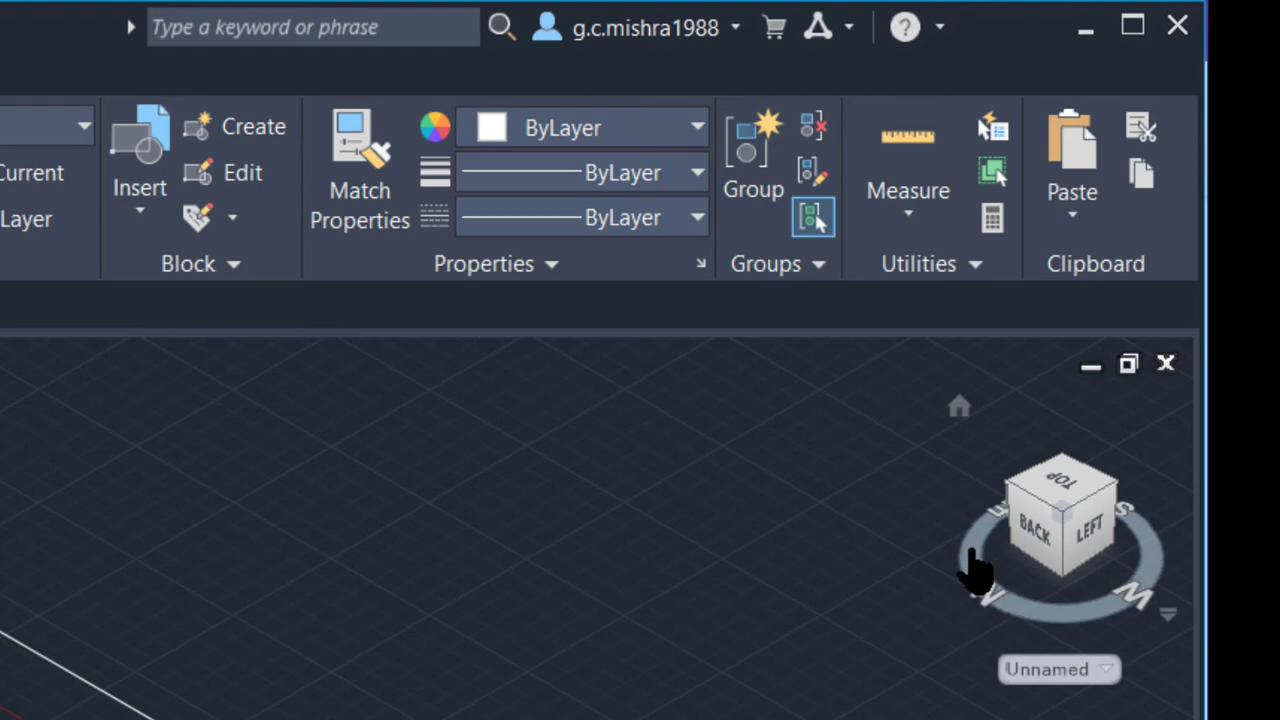 Type a keyword or phrase
g.c.mishra1988
Current
Layer
Insert
Create
Edit
Block
Match
Properties
ByLayer
ByLayer
ByLayer
Properties
Group
Groups
Measure
Utilities
Paste
Clipboard
TOP
BACK
LEFT
S
W
Unnamed